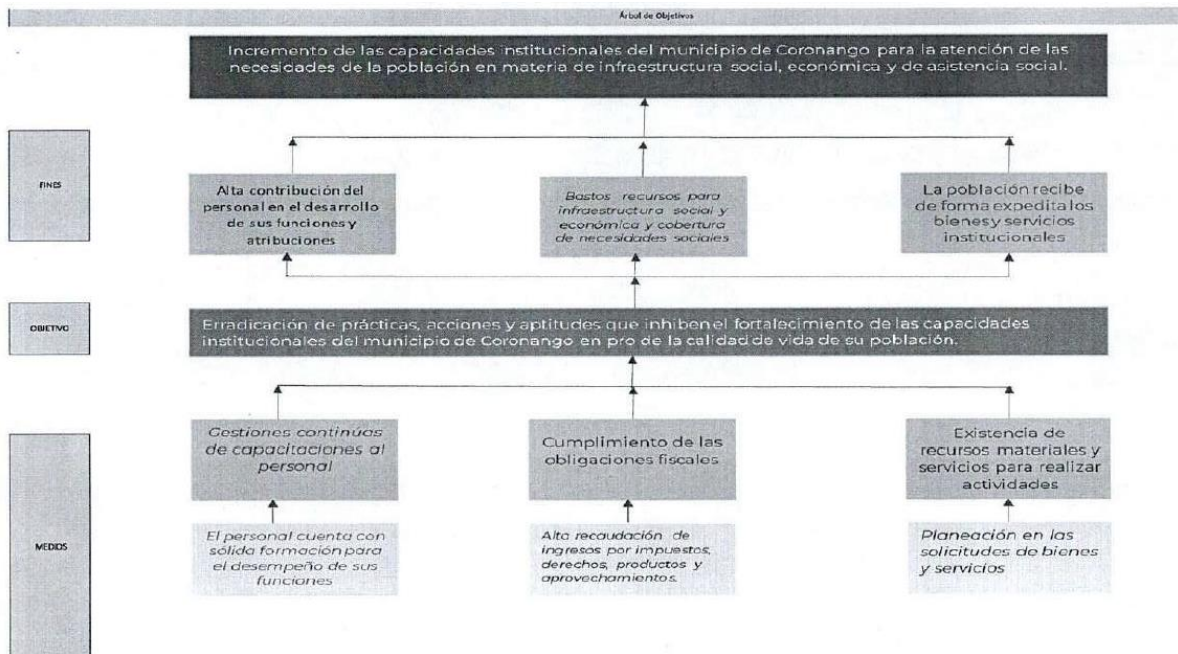 Árbol de Objetivos
Incremento de las capacidades institucionales del municipio de Coronango para la atención de las
necesidades de la población en materia de infraestructura social, económica y de asistencia social.
FINES
Alta contribución del
personal en el desarrollo
de sus funciones y
atribuciones
Bastos recursos para
infraestructura social y
económica y cobertura
de necesidades sociales
La población recibe
de forma expedita los
bienes y servicios
institucionales
OBJETIVO
Erradicación de prácticas, acciones y aptitudes que inhiben el fortalecimiento de las capacidades
institucionales del municipio de Coronango en pro de la calidad de vida de su población.
MEDIOS
Gestiones continúas
de capacitaciones al
personal
Cumplimiento de las
obligaciones fiscales
Existencia de
recursos materiales y
servicios para realizar
actividades
El personal cuenta con
sólida formación para
el desempeño de sus
funciones
Alta recaudación de
ingresos por impuestos,
derechos, productos y
aprovechamientos.
Planeación en las
solicitudes de bienes
y servicios